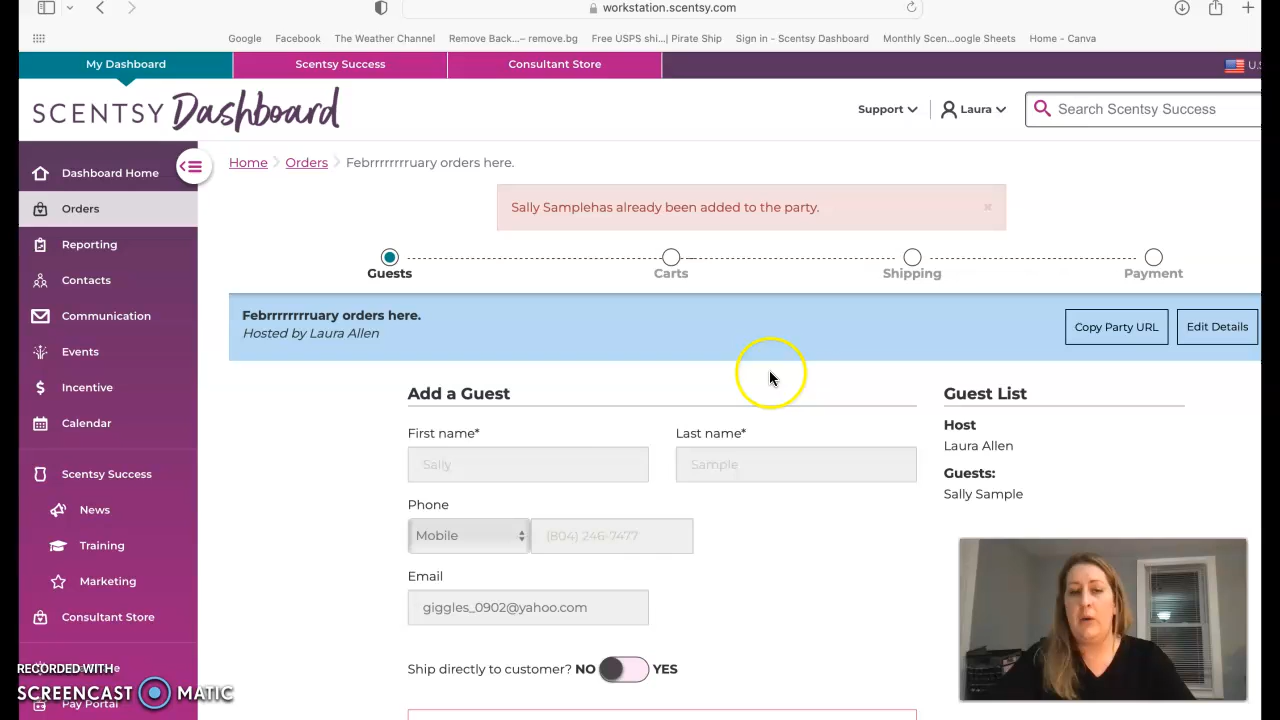 workstation.scentsy.com
Google Facebook The Weather Channel Remove Back...– remove.bg Free USPS shi...| Pirate Ship Sign in - Scentsy Dashboard Monthly Scen...oogle Sheets Home – Canva
My Dashboard Scentsy Success Consultant Store U.S
SCENTSY Dashboard Support Laura Search Scentsy Success
Home Orders Febrrrrrrruary orders here.
Dashboard Home
Orders
Reporting
Contacts
Communication
Events
Incentive
Calendar
Scentsy Success
News
Training
Marketing
Consultant Store
Pay Portal
Sally Samplehas already been added to the party. ×
Guests Carts Shipping Payment
Febrrrrrrruary orders here.
Hosted by Laura Allen
Copy Party URL Edit Details
Add a Guest
First name* Last name*
Sally Sample
Phone
Mobile (804) 246-7477
Email
giggles_0902@yahoo.com
Ship directly to customer? NO YES
Guest List
Host
Laura Allen
Guests:
Sally Sample
RECORDED WITH
SCREENCAST MATIC